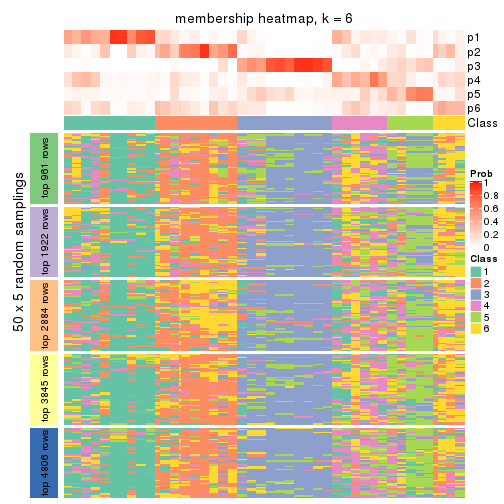 membership heatmap, k = 6
p1
p2
p3
p4
p5
p6
Class
50 x 5 random samplings
top 961 rows
top 1922 rows
top 2884 rows
top 3845 rows
top 4806 rows
Prob
1
0.8
0.6
0.4
0.2
0
Class
1
2
3
4
5
6